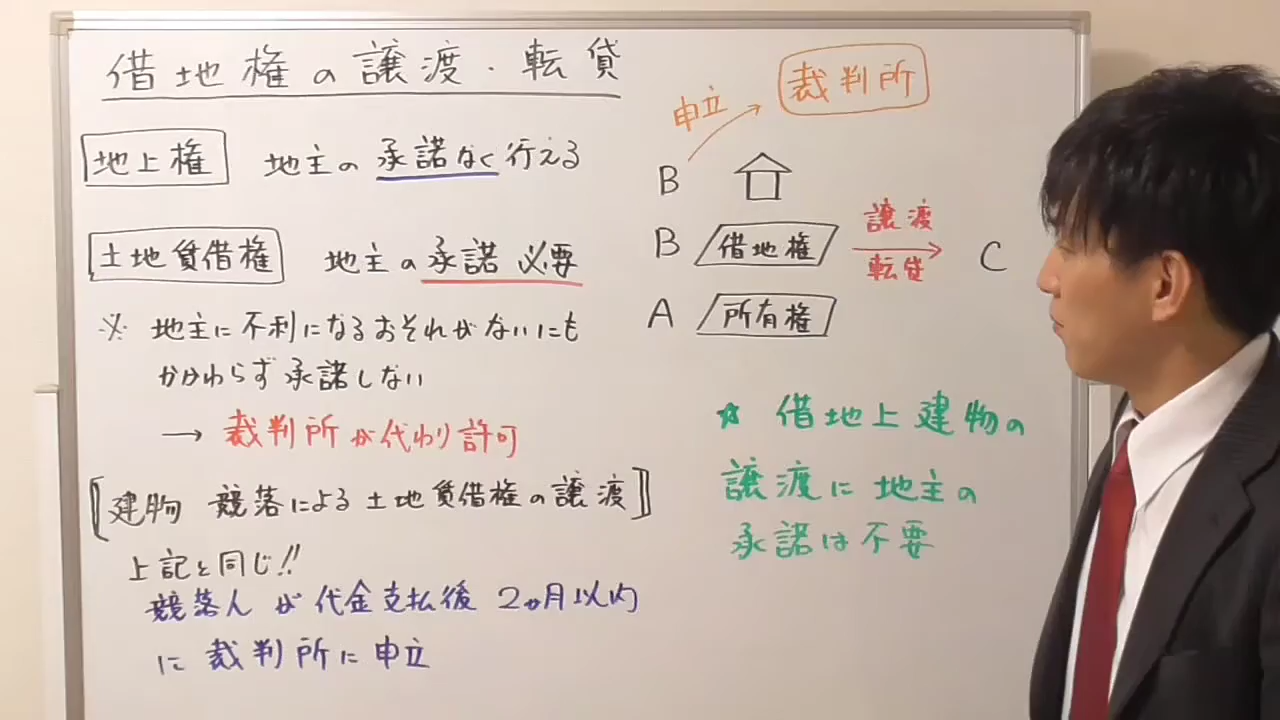 借地権の譲渡・転貸
地上権 地主の承諾なく行える
土地賃借権 地主の承諾必要
※ 地主に不利になるおそれがないにも
かかわらず承諾しない
→ 裁判所が代わり許可
〚建物 競落による土地賃借権の譲渡〛
上記と同じ!!
競落人が代金支払後2ヵ月以内
に裁判所に申立
裁判所
申立
B
B 借地権 譲渡 C
転貸
A 所有権
☆ 借地上建物の
譲渡に地主の
承諾は不要